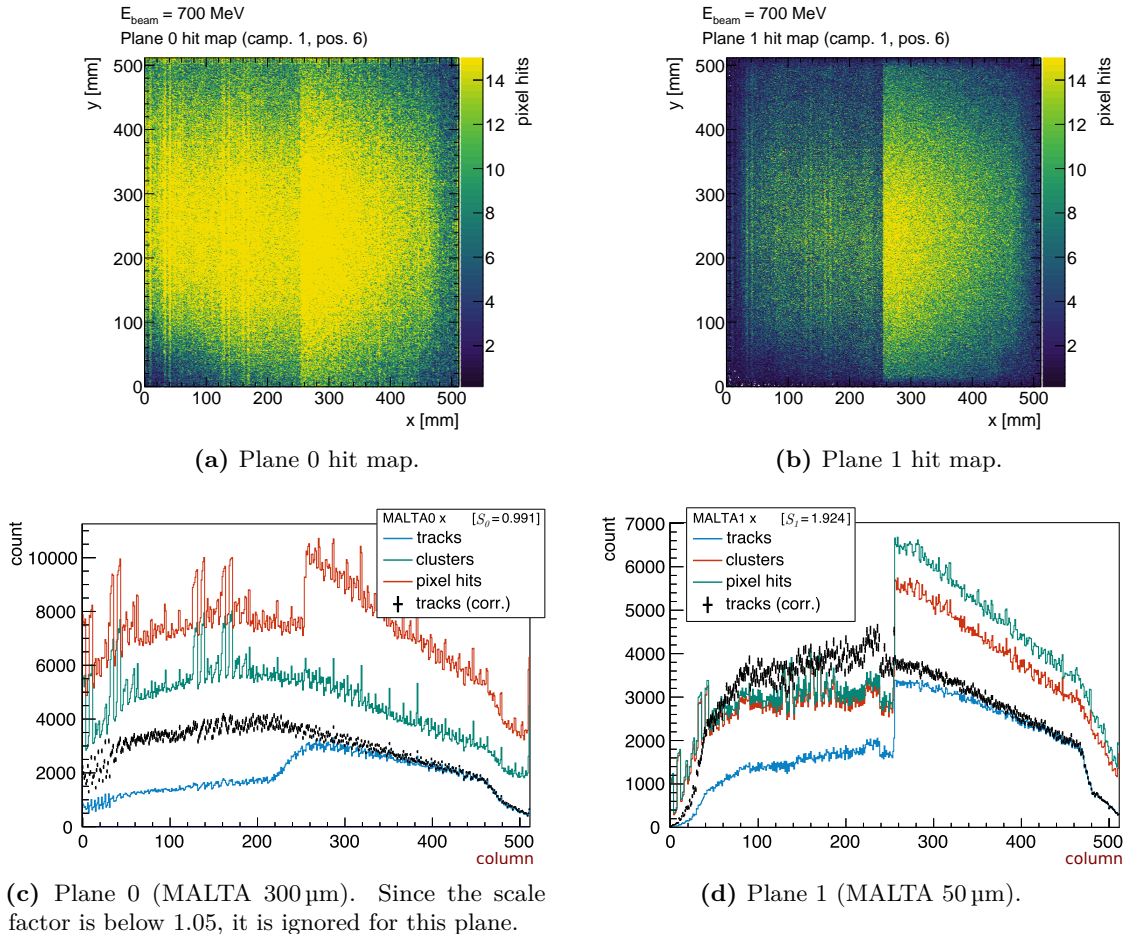 E_beam = 700 MeV
Plane 0 hit map (camp. 1, pos. 6)
y [mm]
500
400
300
200
100
0
0 100 200 300 400 500
x [mm]
14
12
10
8
6
4
2
pixel hits
(a) Plane 0 hit map.
E_beam = 700 MeV
Plane 1 hit map (camp. 1, pos. 6)
y [mm]
500
400
300
200
100
0
0 100 200 300 400 500
x [mm]
14
12
10
8
6
4
2
pixel hits
(b) Plane 1 hit map.
count
10000
8000
6000
4000
2000
0
0 100 200 300 400 500
column
MALTA0 x [S_0=0.991]
tracks
clusters
pixel hits
tracks (corr.)
(c) Plane 0 (MALTA 300 µm). Since the scale
factor is below 1.05, it is ignored for this plane.
count
7000
6000
5000
4000
3000
2000
1000
0
0 100 200 300 400 500
column
MALTA1 x [S_1=1.924]
tracks
clusters
pixel hits
tracks (corr.)
(d) Plane 1 (MALTA 50 µm).